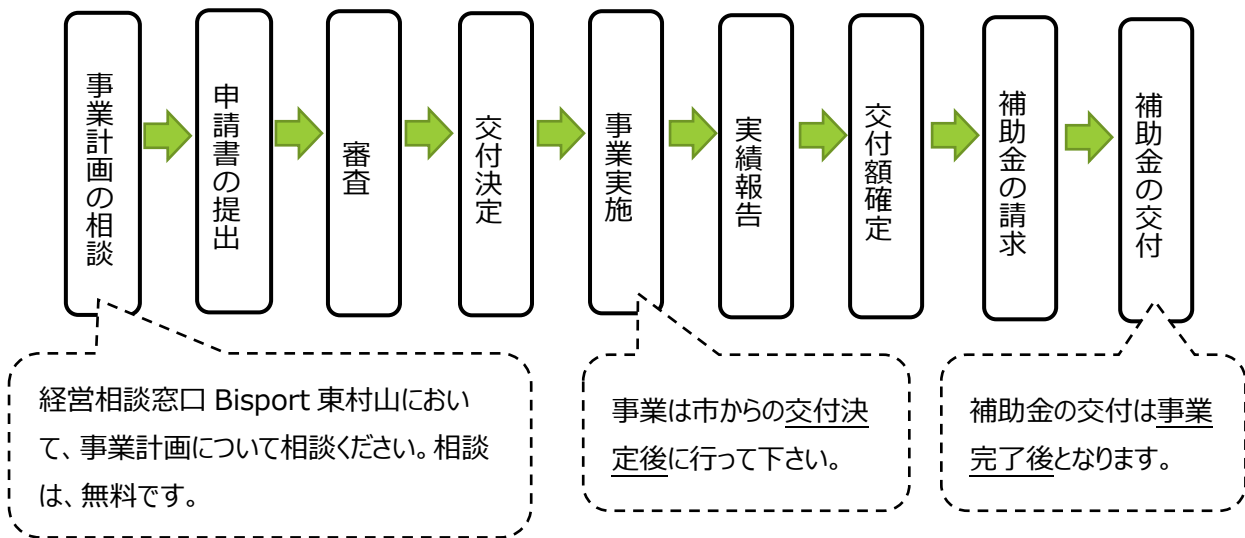 事業計画の相談
申請書の提出
審査
交付決定
事業実施
実績報告
交付額確定
補助金の請求
補助金の交付
経営相談窓口 Bisport 東村山におい
て、事業計画について相談ください。相談
は、無料です。
事業は市からの交付決
定後に行って下さい。
補助金の交付は事業
完了後となります。